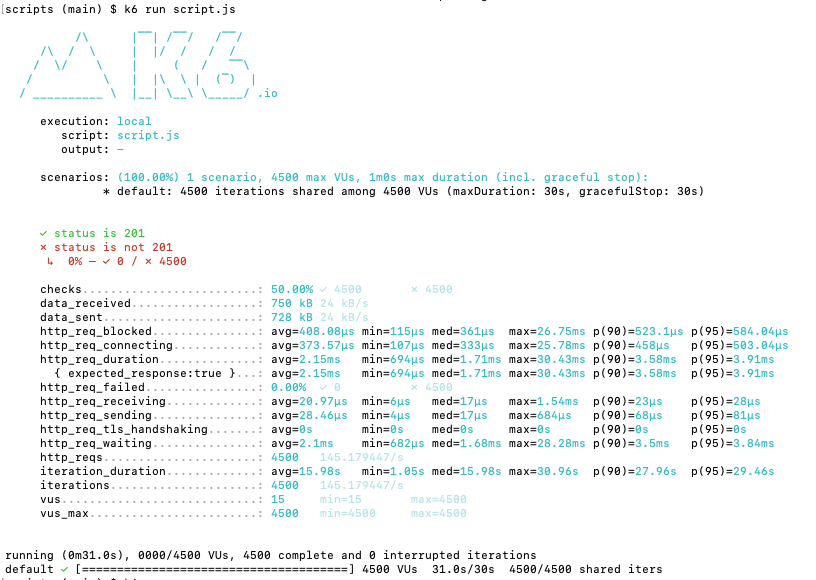 [scripts (main) $ k6 run script.js
.io
execution: local
script: script.js
output: –
scenarios: (100.00%) 1 scenario, 4500 max VUs, 1m0s max duration (incl. graceful stop):
* default: 4500 iterations shared among 4500 VUs (maxDuration: 30s, gracefulStop: 30s)
✓ status is 201
✗ status is not 201
↳ 0% — ✓ 0 / ✗ 4500
checks.........................: 50.00% ✓ 4500 ✗ 4500
data_received..................: 750 kB 24 kB/s
data_sent......................: 728 kB 24 kB/s
http_req_blocked...............: avg=408.08µs min=115µs med=361µs max=26.75ms p(90)=523.1µs p(95)=584.04µs
http_req_connecting............: avg=373.57µs min=107µs med=333µs max=25.78ms p(90)=458µs p(95)=503.04µs
http_req_duration..............: avg=2.15ms min=694µs med=1.71ms max=30.43ms p(90)=3.58ms p(95)=3.91ms
{ expected_response:true }...: avg=2.15ms min=694µs med=1.71ms max=30.43ms p(90)=3.58ms p(95)=3.91ms
http_req_failed................: 0.00% ✓ 0 ✗ 4500
http_req_receiving.............: avg=20.97µs min=6µs med=17µs max=1.54ms p(90)=23µs p(95)=28µs
http_req_sending...............: avg=28.46µs min=4µs med=17µs max=684µs p(90)=68µs p(95)=81µs
http_req_tls_handshaking.......: avg=0s min=0s med=0s max=0s p(90)=0s p(95)=0s
http_req_waiting...............: avg=2.1ms min=682µs med=1.68ms max=28.28ms p(90)=3.5ms p(95)=3.84ms
http_reqs......................: 4500 145.179447/s
iteration_duration.............: avg=15.98s min=1.05s med=15.98s max=30.96s p(90)=27.96s p(95)=29.46s
iterations.....................: 4500 145.179447/s
vus............................: 15 min=15 max=4500
vus_max........................: 4500 min=4500 max=4500
running (0m31.0s), 0000/4500 VUs, 4500 complete and 0 interrupted iterations
default ✓ [======================================] 4500 VUs 31.0s/30s 4500/4500 shared iters